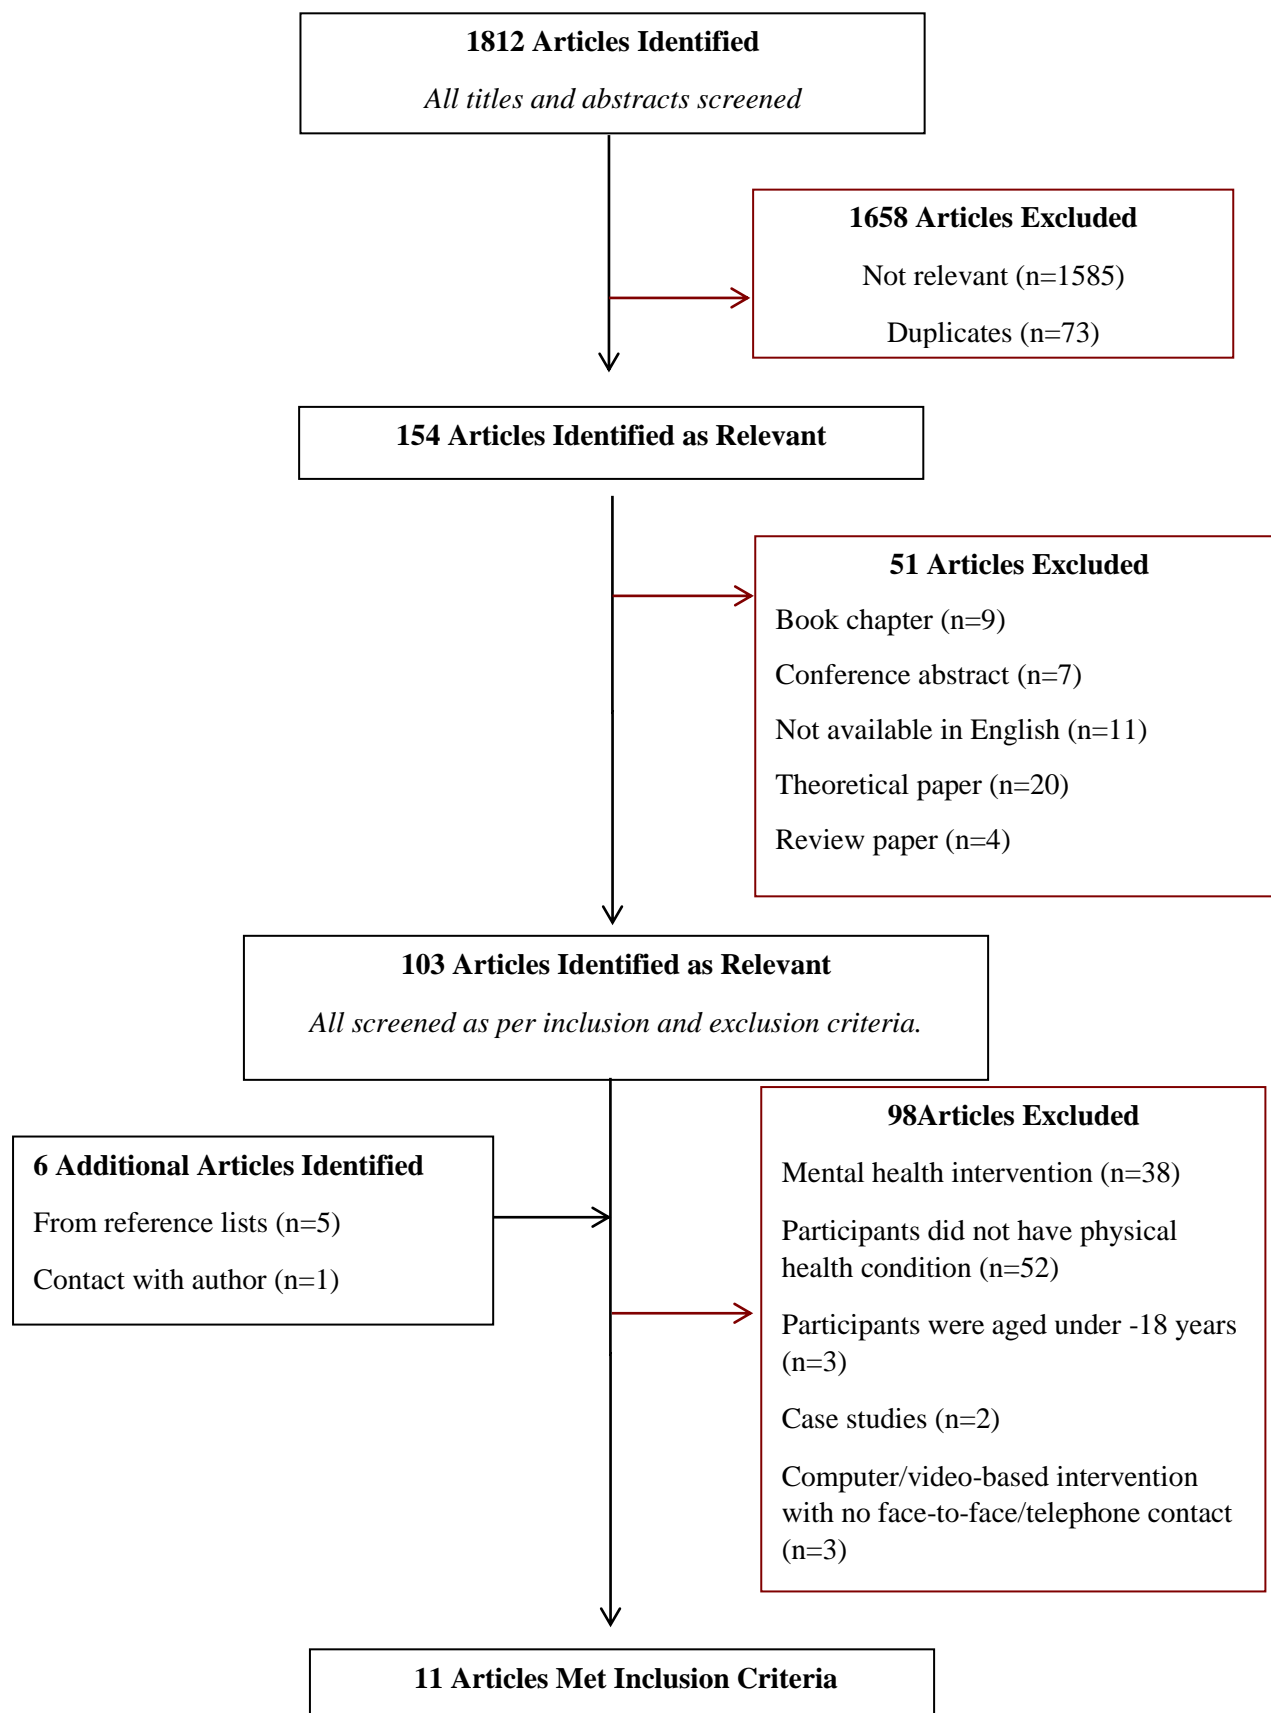 1812 Articles Identified
All titles and abstracts screened
1658 Articles Excluded
Not relevant (n=1585)
Duplicates (n=73)
154 Articles Identified as Relevant
51 Articles Excluded
Book chapter (n=9)
Conference abstract (n=7)
Not available in English (n=11)
Theoretical paper (n=20)
Review paper (n=4)
103 Articles Identified as Relevant
All screened as per inclusion and exclusion criteria.
6 Additional Articles Identified
From reference lists (n=5)
Contact with author (n=1)
98Articles Excluded
Mental health intervention (n=38)
Participants did not have physical
health condition (n=52)
Participants were aged under -18 years
(n=3)
Case studies (n=2)
Computer/video-based intervention
with no face-to-face/telephone contact
(n=3)
11 Articles Met Inclusion Criteria